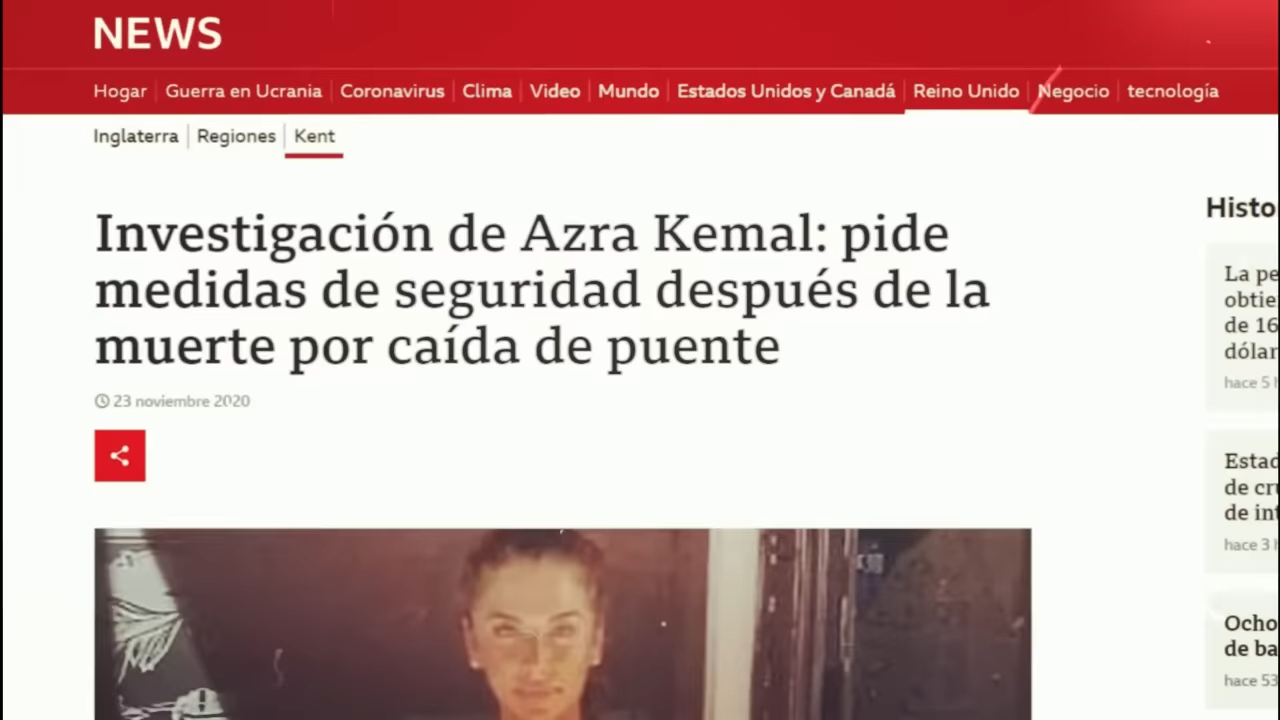 NEWS
Hogar Guerra en Ucrania Coronavirus Clima Video Mundo Estados Unidos y Canadá Reino Unido Negocio tecnología
Inglaterra Regiones Kent
Investigación de Azra Kemal: pide
medidas de seguridad después de la
muerte por caída de puente
23 noviembre 2020
Histo
La pe
obtie
de 16
dólar
hace 5 h
Estad
de cru
de int
hace 3 h
Ocho
de ba
hace 53